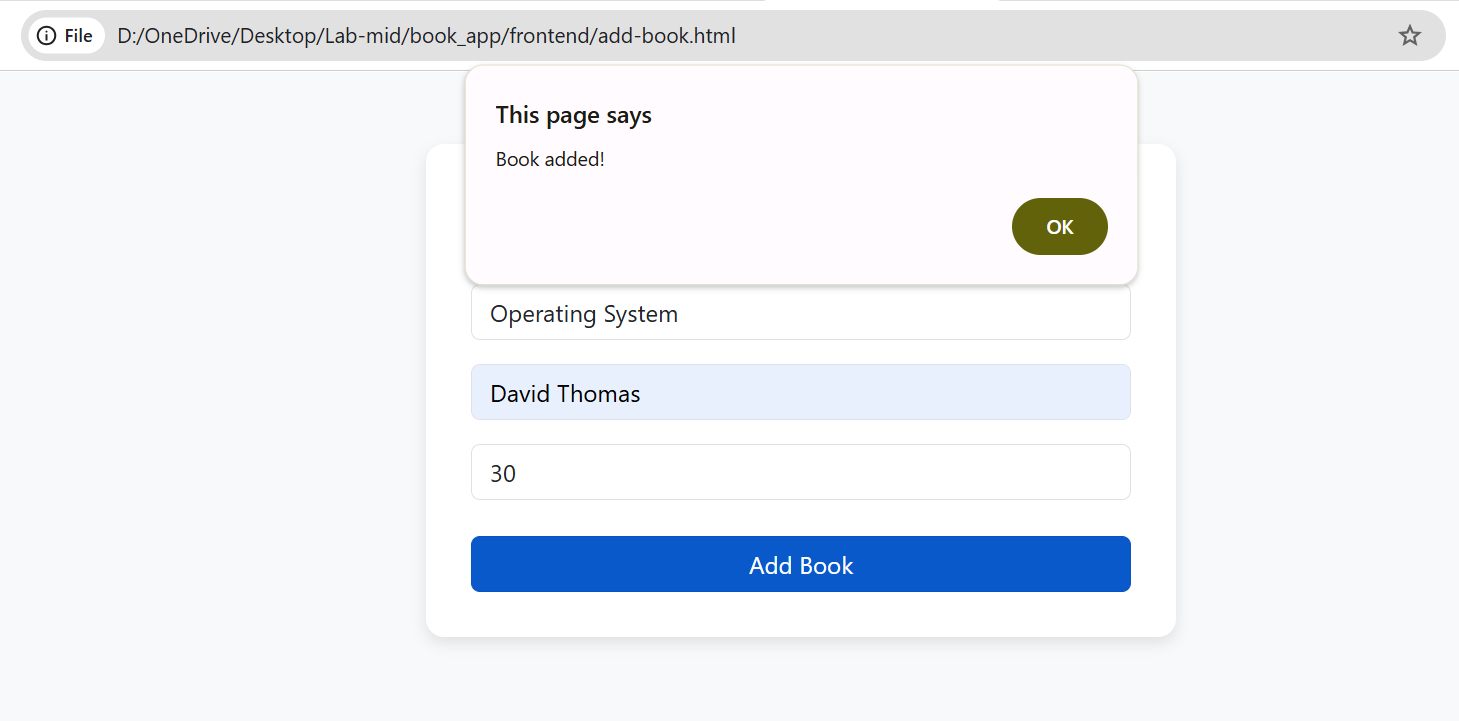 File D:/OneDrive/Desktop/Lab-mid/book_app/frontend/add-book.html
This page says
Book added!
OK
Operating System
David Thomas
30
Add Book